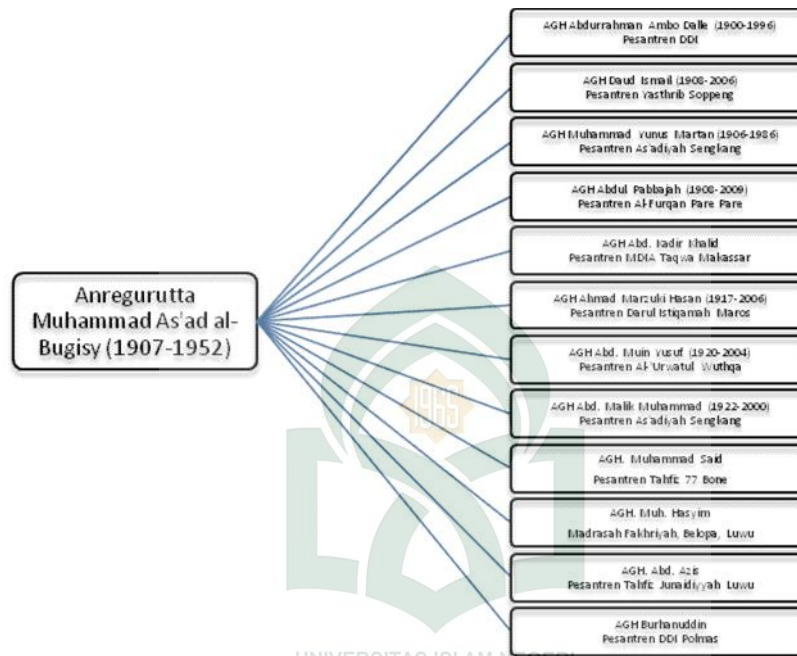 Anregurutta
Muhammad As'ad al-
Bugisy (1907-1952)
AGH Abdurrahman Ambo Dalle (1900-1996)
Pesantren DDI
AGH Daud Ismail (1908-2006)
Pesantren Yasthrib Soppeng
AGH Muhammad Yunus Martan (1906-1986)
Pesantren As'adiyah Sengkang
AGH Abdul Pabbajah (1908-2009)
Pesantren Al-Furqan Pare Pare
AGH Abd. Kadir Khalid
Pesantren MDIA Taqwa Makassar
AGH Ahmad Marzuki Hasan (1917-2006)
Pesantren Darul Istiqamah Maros
AGH Abd. Muin Yusuf (1920-2004)
Pesantren Al-'Urwatul Wuthqa
AGH Abd. Malik Muhammad (1922-2000)
Pesantren As'adiyah Sengkang
AGH. Muhammad Said
Pesantren Tahfiz 77 Bone
AGH. Muh. Hasyim
Madrasah Fakhriyah, Belopa, Luwu
AGH. Abd. Azis
Pesantren Tahfiz Junaidiyyah Luwu
AGH Burhanuddin
Pesantren DDI Polmas
1965
UNIVERSITAS ISLAM NEGERI